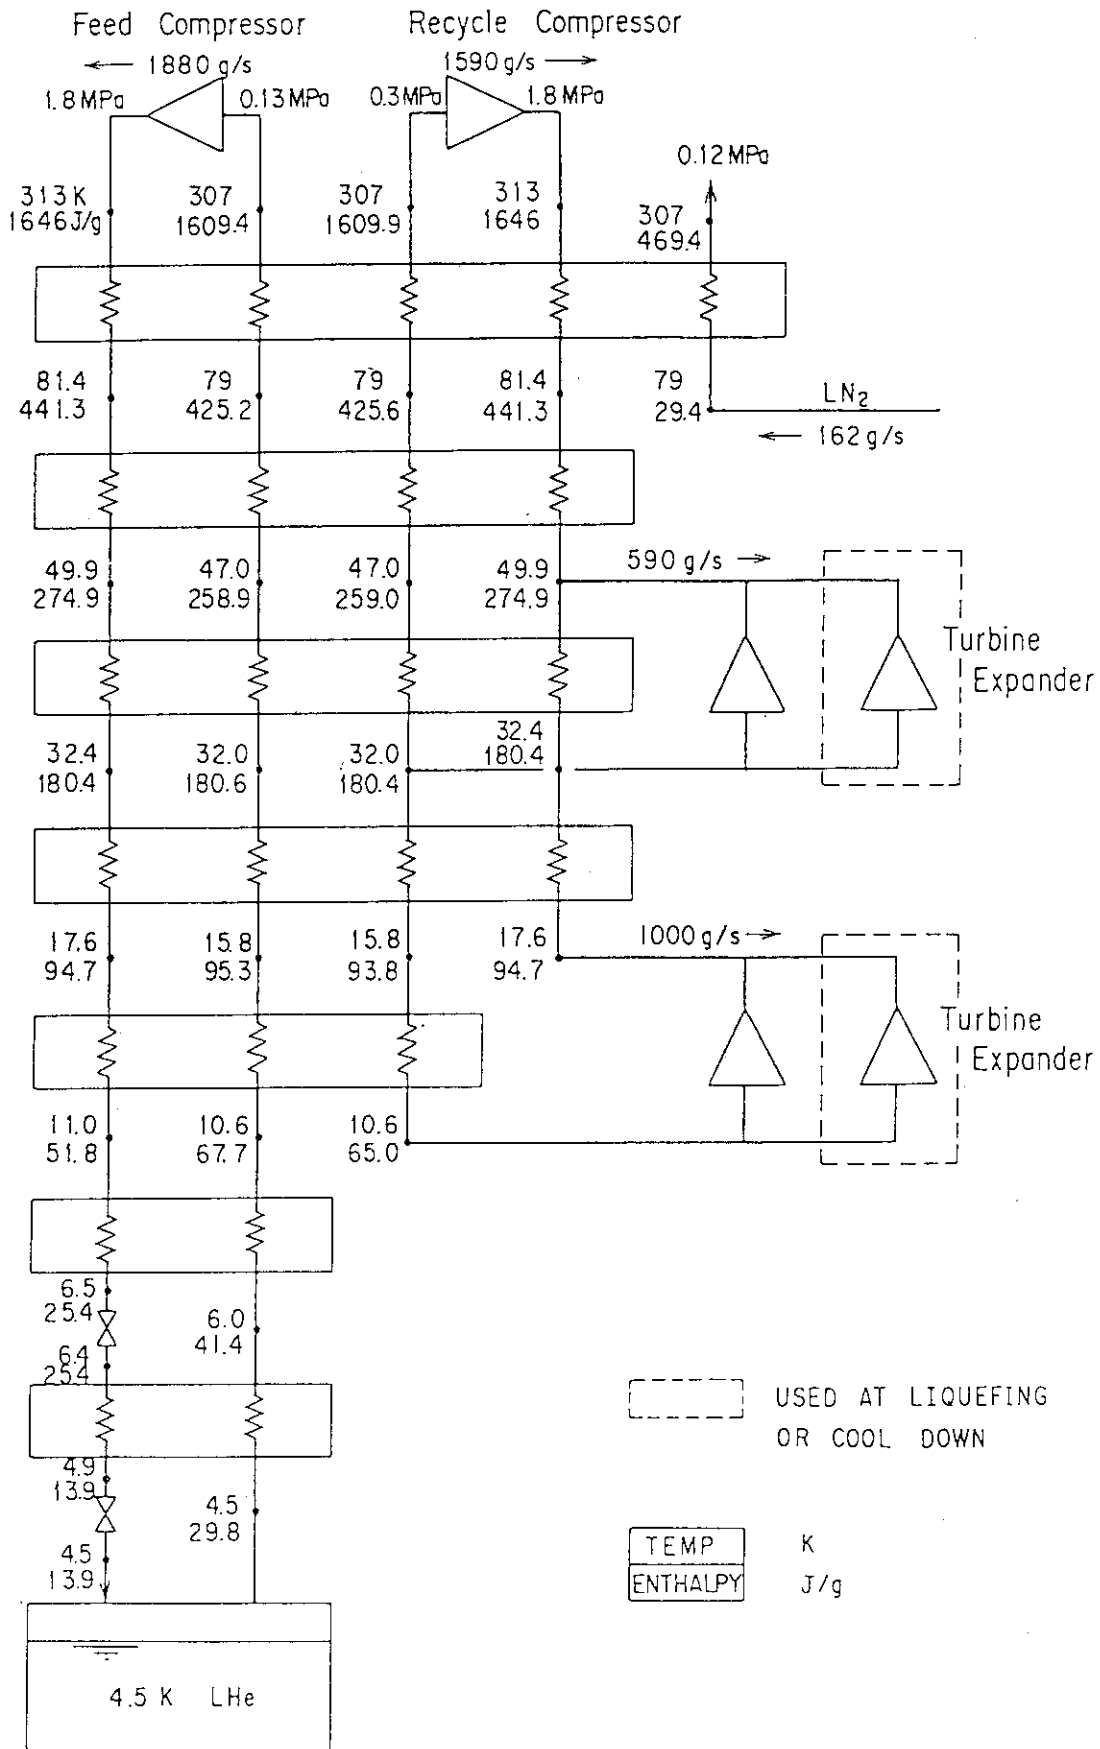 Feed Compressor
Recycle Compressor
← 1880 g/s
1590 g/s →
1.8 MPa
0.13 MPa
0.3 MPa
1.8 MPa
0.12 MPa
313 K
1646 J/g
307
1609.4
307
1609.9
313
1646
307
469.4
81.4
441.3
79
425.2
79
425.6
81.4
441.3
79
29.4
LN2
← 162 g/s
49.9
274.9
47.0
258.9
47.0
259.0
49.9
274.9
590 g/s →
Turbine
Expander
32.4
180.4
32.0
180.6
32.0
180.4
32.4
180.4
17.6
94.7
15.8
95.3
15.8
93.8
17.6
94.7
1000 g/s →
Turbine
Expander
11.0
51.8
10.6
67.7
10.6
65.0
6.5
25.4
6.0
41.4
6.4
25.4
4.9
13.9
4.5
29.8
4.5
13.9
4.5 K LHe
USED AT LIQUEFING
OR COOL DOWN
TEMP K
ENTHALPY J/g